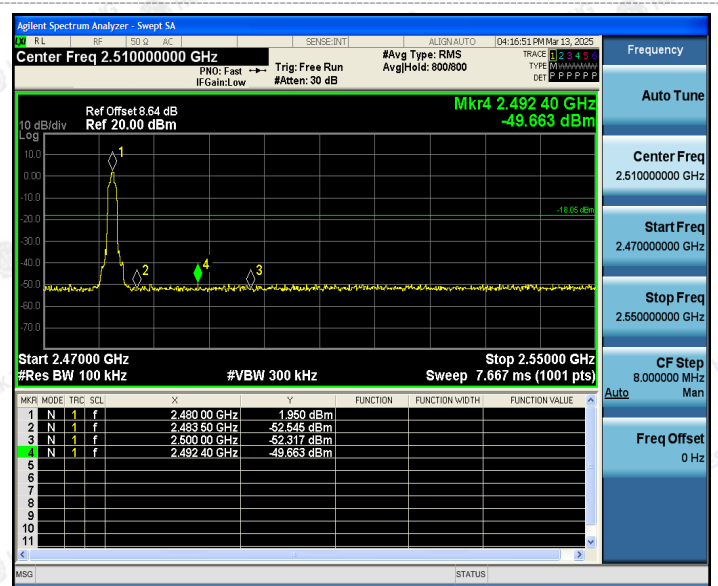 Agilent Spectrum Analyzer - Swept SA
LXI RL RF 50 Ω AC SENSE:INT ALIGNAUTO 04:16:51 PM Mar 13, 2025
Center Freq 2.510000000 GHz
PNO: Fast
IFGain:Low
Trig: Free Run
#Atten: 30 dB
#Avg Type: RMS
Avg|Hold: 800/800
TRACE 1 2 3 4 5 6
TYPE M
DET P P P P P P
Frequency
Auto Tune
Center Freq
2.510000000 GHz
Start Freq
2.470000000 GHz
Stop Freq
2.550000000 GHz
CF Step
8.000000 MHz
Auto Man
Freq Offset
0 Hz
Mkr4 2.492 40 GHz
-49.663 dBm
Ref Offset 8.64 dB
Ref 20.00 dBm
10 dB/div
Log
10.0
0.00
-10.0
-20.0
-30.0
-40.0
-50.0
-60.0
-70.0
1
2
4
3
-18.05 dBm
Start 2.47000 GHz Stop 2.55000 GHz
#Res BW 100 kHz #VBW 300 kHz Sweep 7.667 ms (1001 pts)
MKR MODE TRC SCL X Y FUNCTION FUNCTION WIDTH FUNCTION VALUE
1 N 1 f 2.480 00 GHz 1.950 dBm
2 N 1 f 2.483 50 GHz -52.545 dBm
3 N 1 f 2.500 00 GHz -52.317 dBm
4 N 1 f 2.492 40 GHz -49.663 dBm
5
6
7
8
9
10
11
MSG STATUS